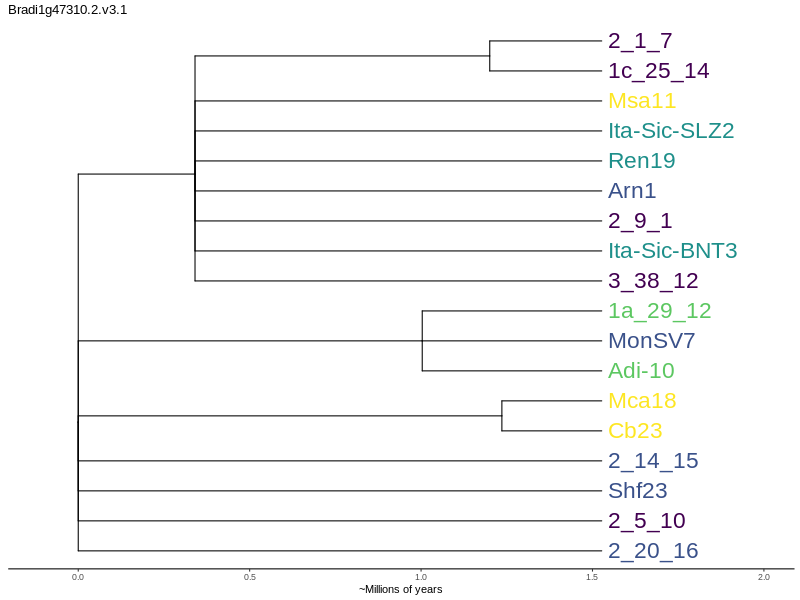 Bradi1g47310.2.v3.1
2_1_7
1c_25_14
Msa11
Ita-Sic-SLZ2
Ren19
Arn1
2_9_1
Ita-Sic-BNT3
3_38_12
1a_29_12
MonSV7
Adi-10
Mca18
Cb23
2_14_15
Shf23
2_5_10
2_20_16
0.0 0.5 1.0 1.5 2.0
~Millions of years